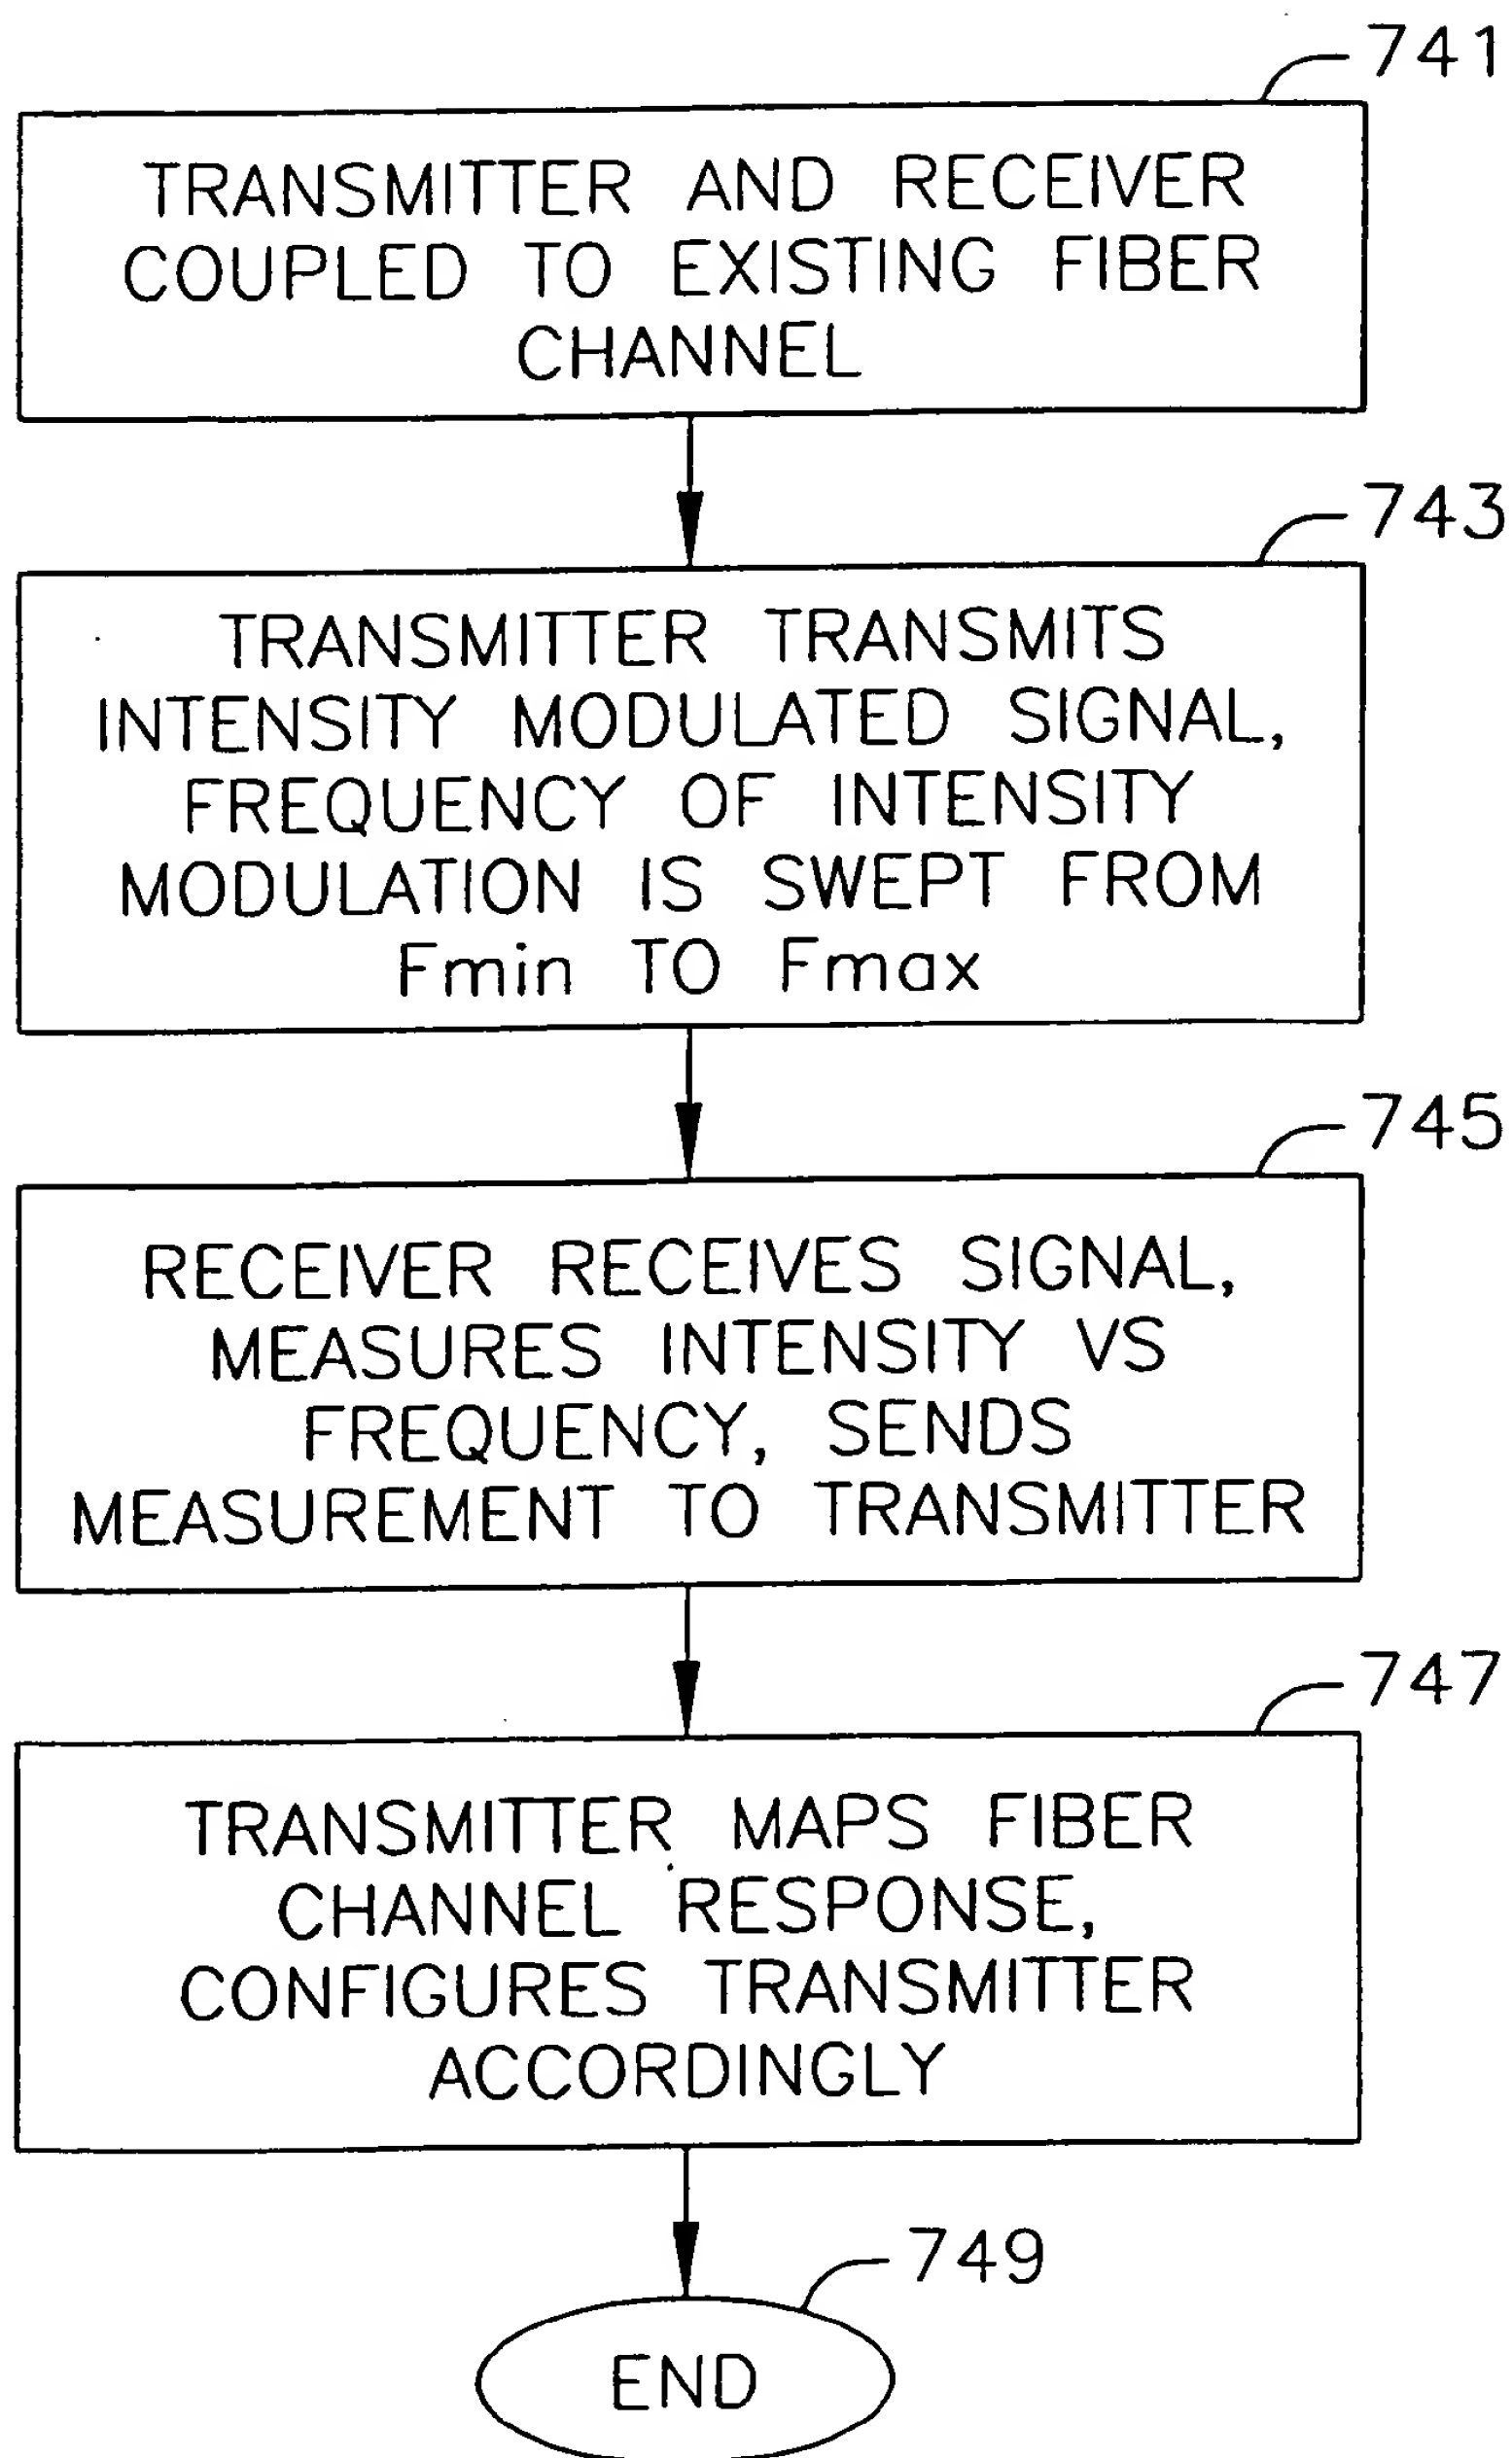 741
TRANSMITTER AND RECEIVER
COUPLED TO EXISTING FIBER
CHANNEL
743
TRANSMITTER TRANSMITS
INTENSITY MODULATED SIGNAL,
FREQUENCY OF INTENSITY
MODULATION IS SWEPT FROM
Fmin TO Fmax
745
RECEIVER RECEIVES SIGNAL,
MEASURES INTENSITY VS
FREQUENCY, SENDS
MEASUREMENT TO TRANSMITTER
747
TRANSMITTER MAPS FIBER
CHANNEL RESPONSE,
CONFIGURES TRANSMITTER
ACCORDINGLY
749
END